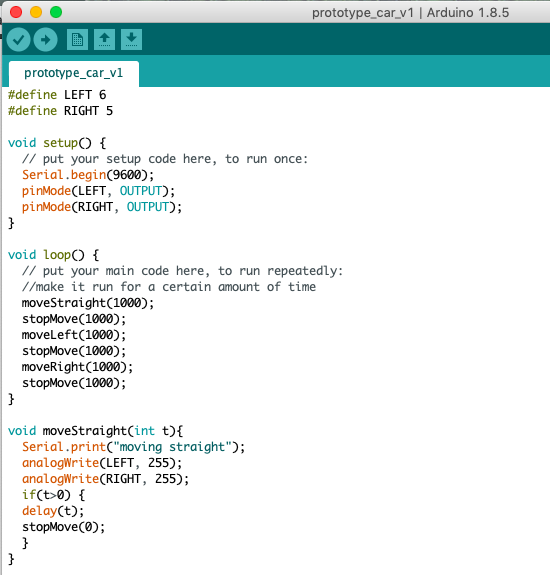 prototype_car_v1 | Arduino 1.8.5
prototype_car_v1
#define LEFT 6
#define RIGHT 5

void setup() {
  // put your setup code here, to run once:
  Serial.begin(9600);
  pinMode(LEFT, OUTPUT);
  pinMode(RIGHT, OUTPUT);
}

void loop() {
  // put your main code here, to run repeatedly:
  //make it run for a certain amount of time
  moveStraight(1000);
  stopMove(1000);
  moveLeft(1000);
  stopMove(1000);
  moveRight(1000);
  stopMove(1000);
}

void moveStraight(int t){
  Serial.print("moving straight");
  analogWrite(LEFT, 255);
  analogWrite(RIGHT, 255);
  if(t>0) {
  delay(t);
  stopMove(0);
  }
}